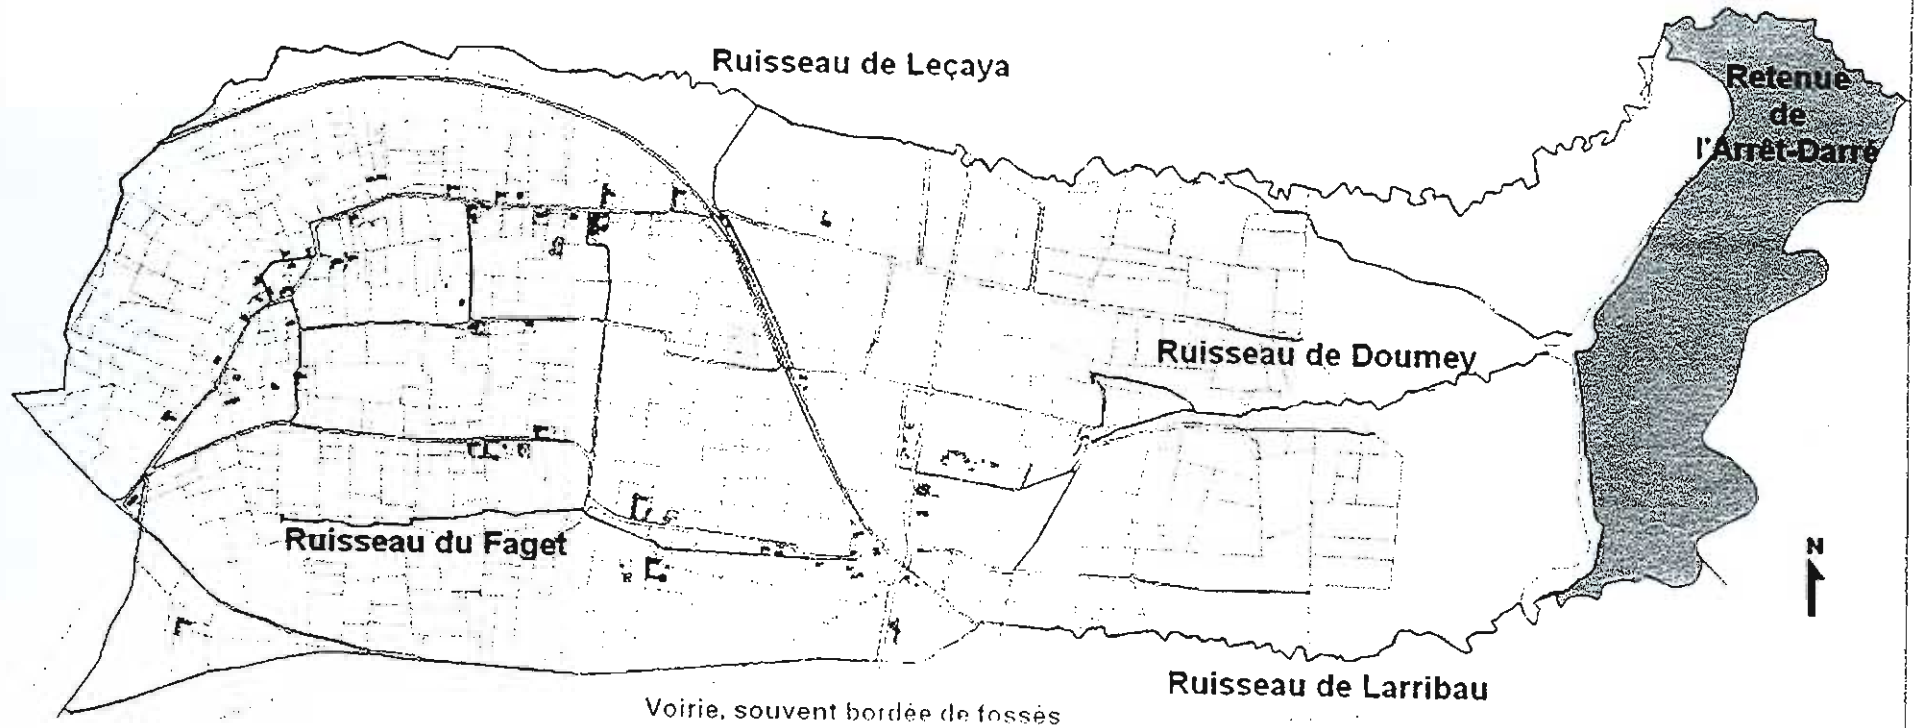 Ruisseau de Leçaya
Retenue
de
l'Arrêt-Darré
Ruisseau de Doumey
Ruisseau du Faget
N
Ruisseau de Larribau
Voirie, souvent bordée de fossés